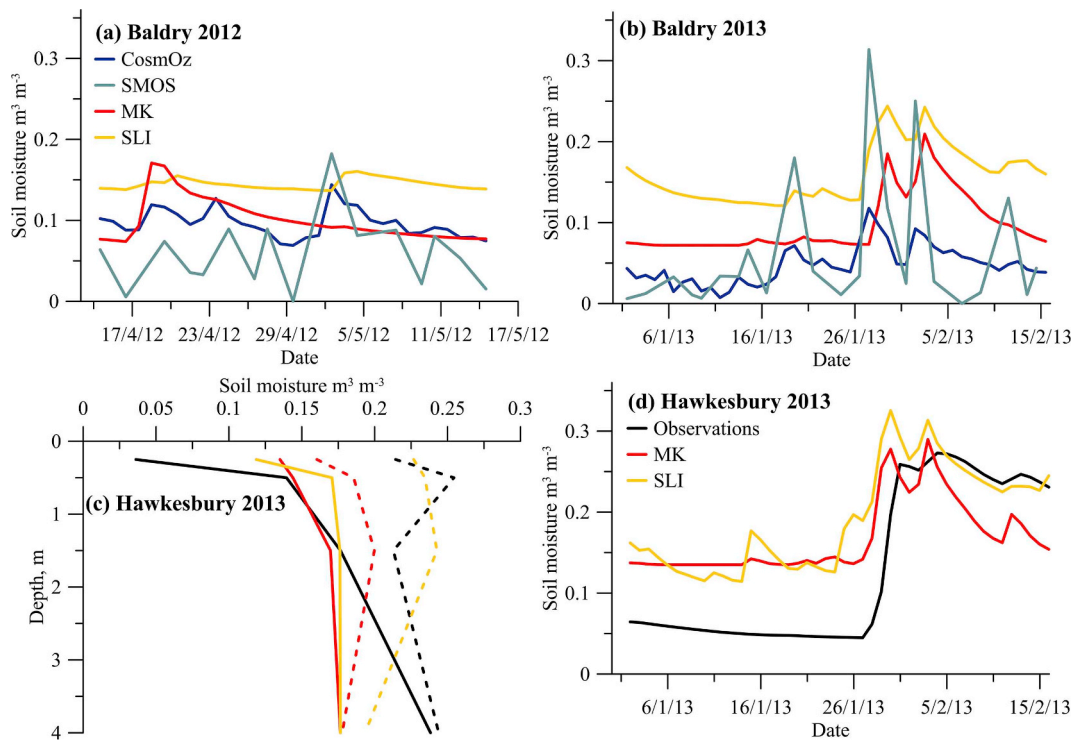 (a) Baldry 2012
CosmOz
SMOS
MK
SLI
Soil moisture m³ m⁻³
0.3
0.2
0.1
0
17/4/12 23/4/12 29/4/12 5/5/12 11/5/12 17/5/12
Date
(b) Baldry 2013
Soil moisture m³ m⁻³
0.3
0.2
0.1
0
6/1/13 16/1/13 26/1/13 5/2/13 15/2/13
Date
Soil moisture m³ m⁻³
0 0.05 0.1 0.15 0.2 0.25 0.3
0
1
2
3
4
Depth, m
(c) Hawkesbury 2013
(d) Hawkesbury 2013
Observations
MK
SLI
Soil moisture m³ m⁻³
0.3
0.2
0.1
0
6/1/13 16/1/13 26/1/13 5/2/13 15/2/13
Date